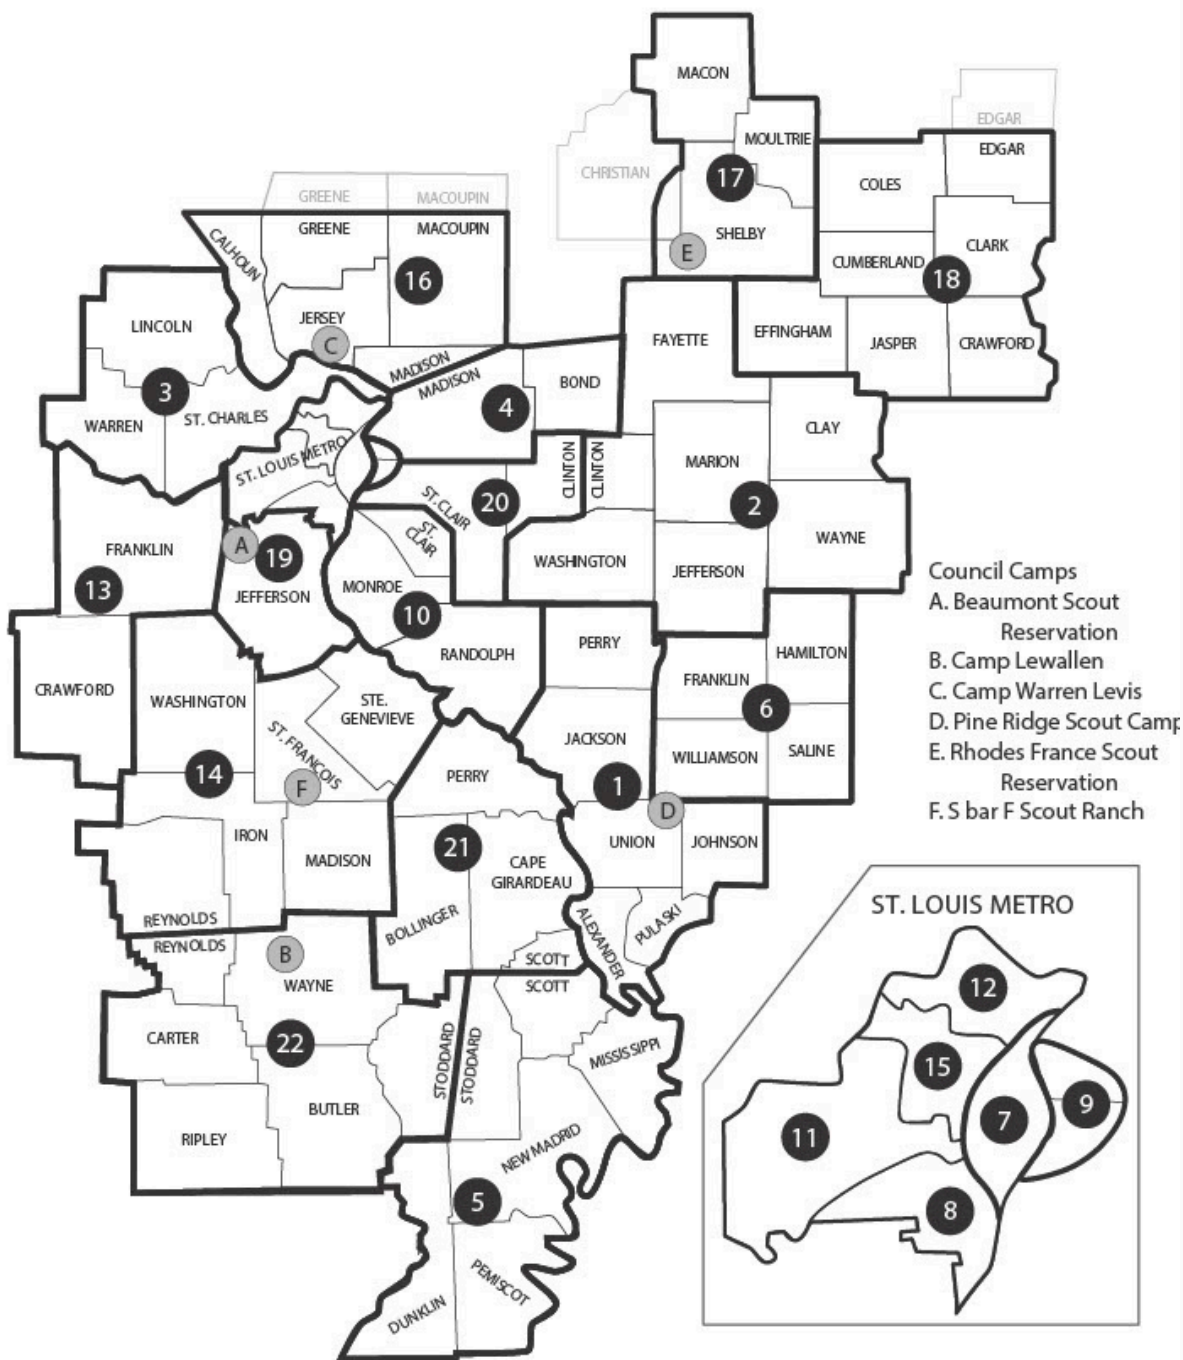 MACON
EDGAR
MOULTRIE
EDGAR
CHRISTIAN
17
COLES
GREENE
MACOUPIN
GREENE
MACOUPIN
SHELBY
CLARK
CALHOUN
E
CUMBERLAND
16
18
LINCOLN
JERSEY
C
FAYETTE
EFFINGHAM
JASPER
CRAWFORD
MADISON
MADISON
BOND
3
4
WARREN
ST. CHARLES
CLAY
ST. LOUIS METRO
CLINTON
CLINTON
MARION
ST. CLAIR
20
2
ST.
CLAIR
WAYNE
FRANKLIN
A
19
WASHINGTON
JEFFERSON
13
JEFFERSON
MONROE
10
RANDOLPH
PERRY
HAMILTON
CRAWFORD
WASHINGTON
STE.
GENEVIEVE
FRANKLIN
6
ST. FRANCOIS
JACKSON
WILLIAMSON
SALINE
14
F
PERRY
1
D
IRON
MADISON
21
CAPE
GIRARDEAU
UNION
JOHNSON
REYNOLDS
BOLLINGER
ALEXANDER
PULASKI
REYNOLDS
B
WAYNE
SCOTT
SCOTT
CARTER
22
STODDARD
STODDARD
MISSISSIPPI
BUTLER
RIPLEY
NEW MADRID
5
PEMISCOT
DUNKLIN
Council Camps
A. Beaumont Scout
Reservation
B. Camp Lewallen
C. Camp Warren Levis
D. Pine Ridge Scout Camp
E. Rhodes France Scout
Reservation
F. S bar F Scout Ranch
ST. LOUIS METRO
12
15
9
7
11
8